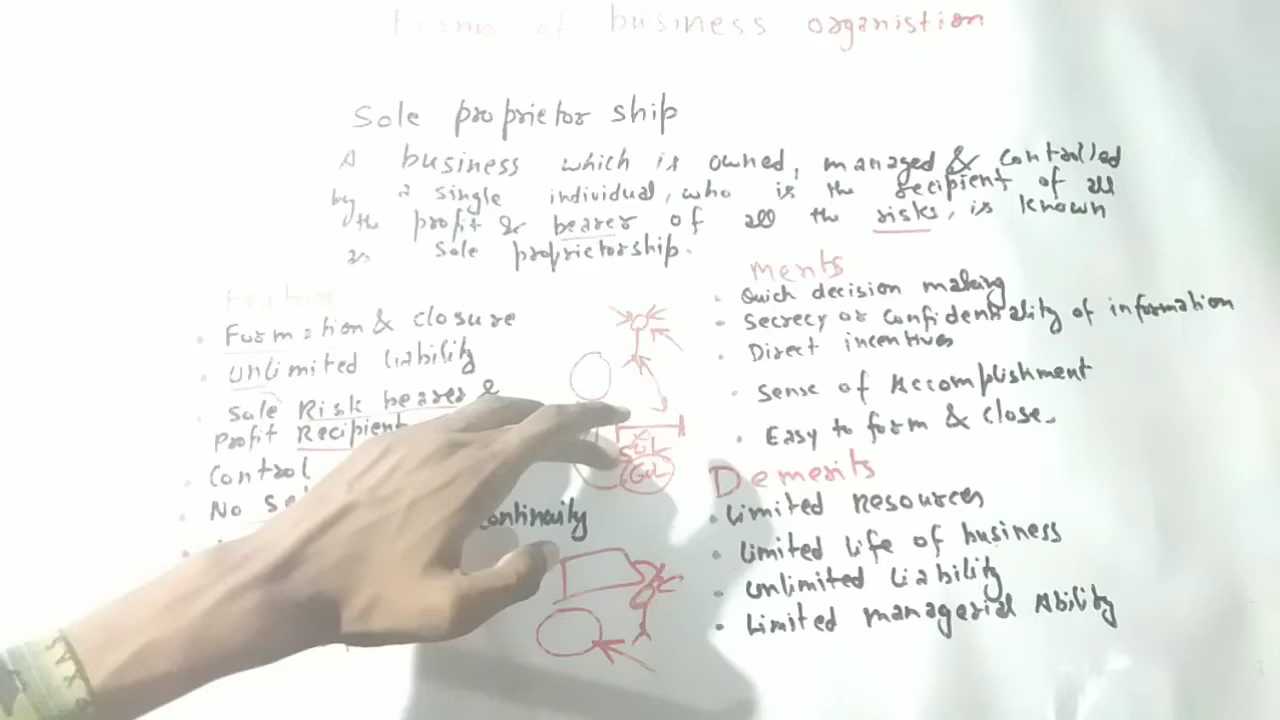 Forms of business organistion
Sole proprietor ship
A business which is owned, managed & controlled
by a single individual, who is the recipient of all
the profit & bearer of all the risks, is known
as sole proprietorship.
Features
• Formation & closure
• Unlimited liability
• Sole Risk bearer &
Profit Recipient
• Control
• No
continuity
Merits
• Quick decision making
• Secrecy or confidentiality of information
• Direct incentives
• Sense of Accomplishment
• Easy to form & close.
Demerits
• Limited Resources
• Limited life of business
• Unlimited Liability
• Limited managerial Ability